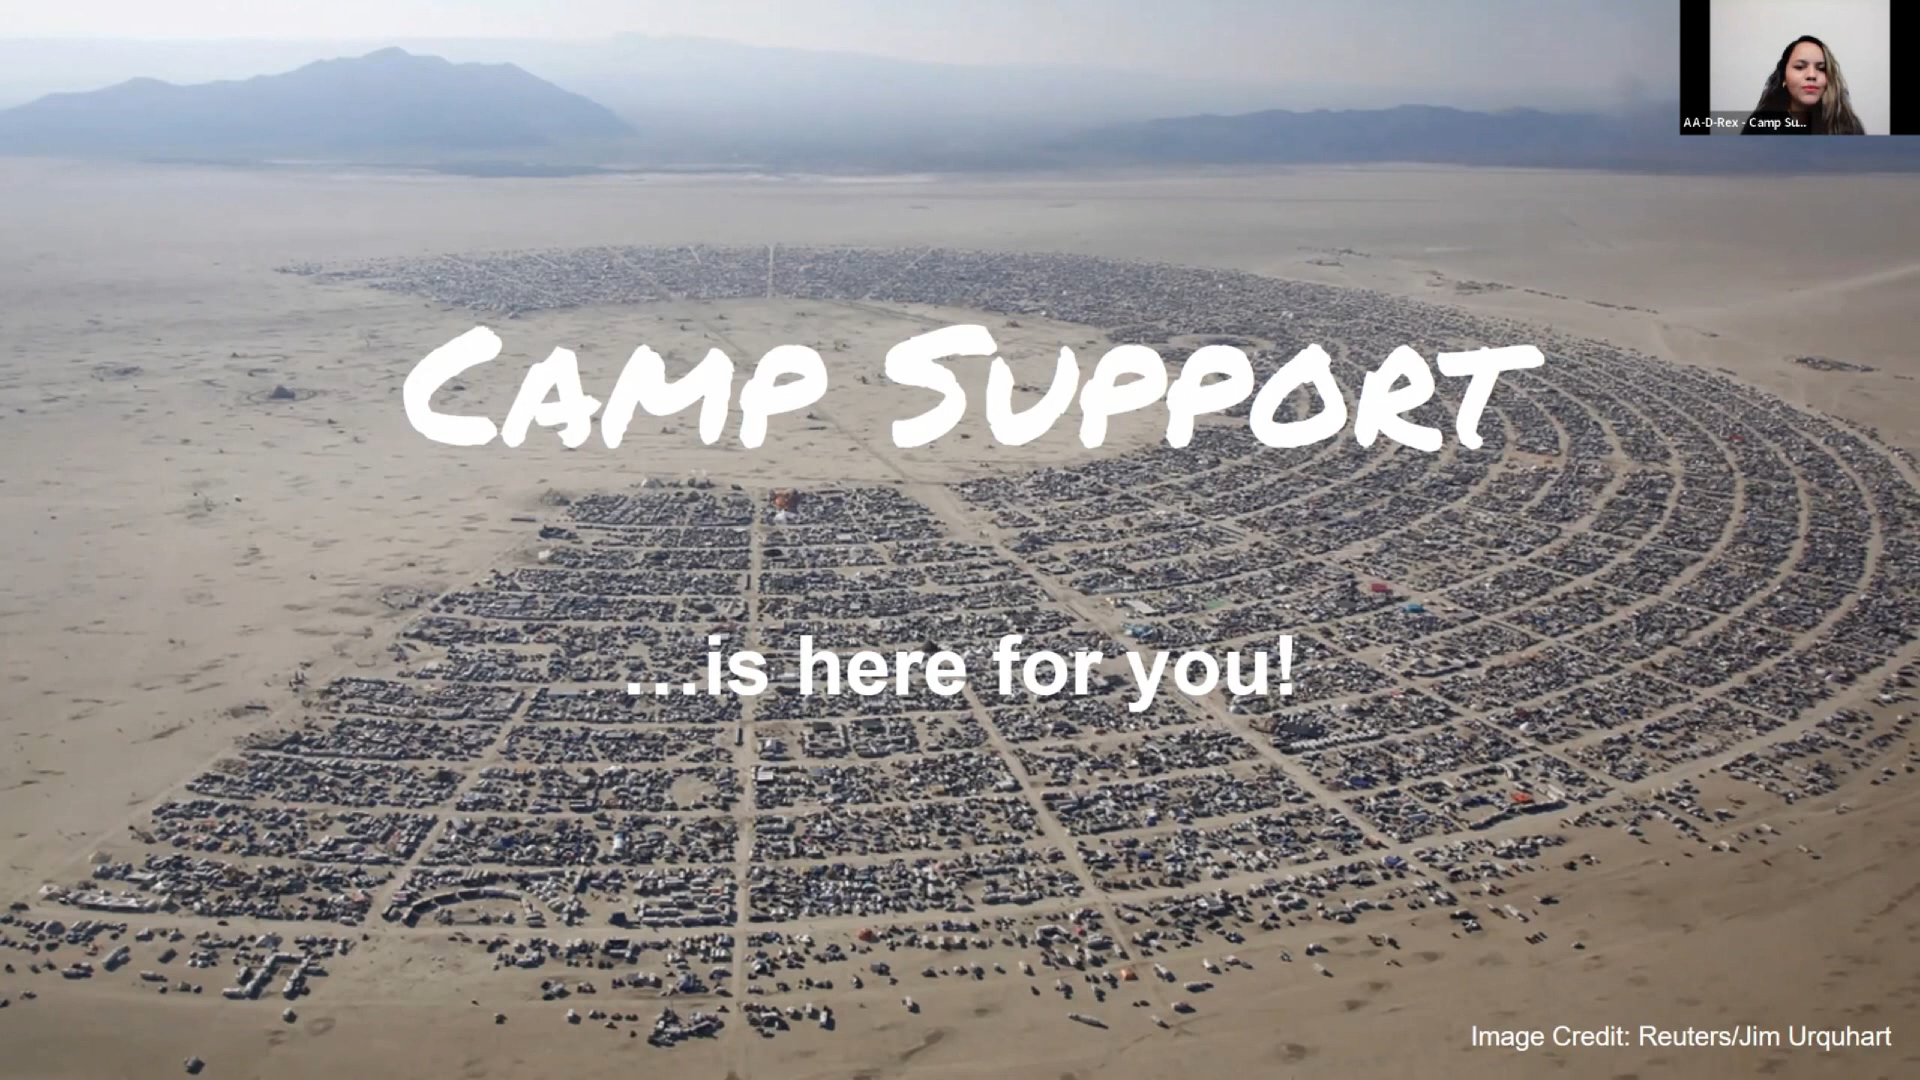 AA-D-Rex - Camp Su...
Camp Support
...is here for you!
Image Credit: Reuters/Jim Urquhart